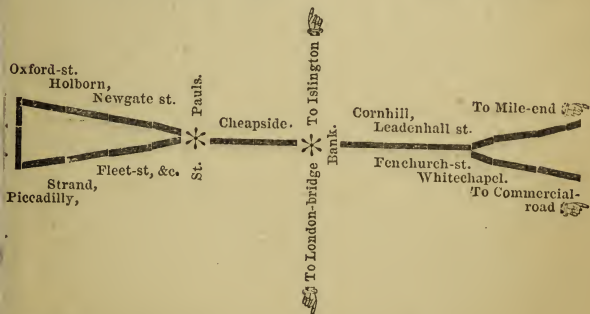 Oxford-st.
Holborn,
Newgate st.
Fleet-st, &c.
Strand,
Piccadilly,
St. Pauls.
Cheapside.
To London-bridge To Islington
Bank.
Cornhill,
Leadenhall st.
Fenchurch-st.
Whitechapel.
To Mile-end
To Commercial-
road